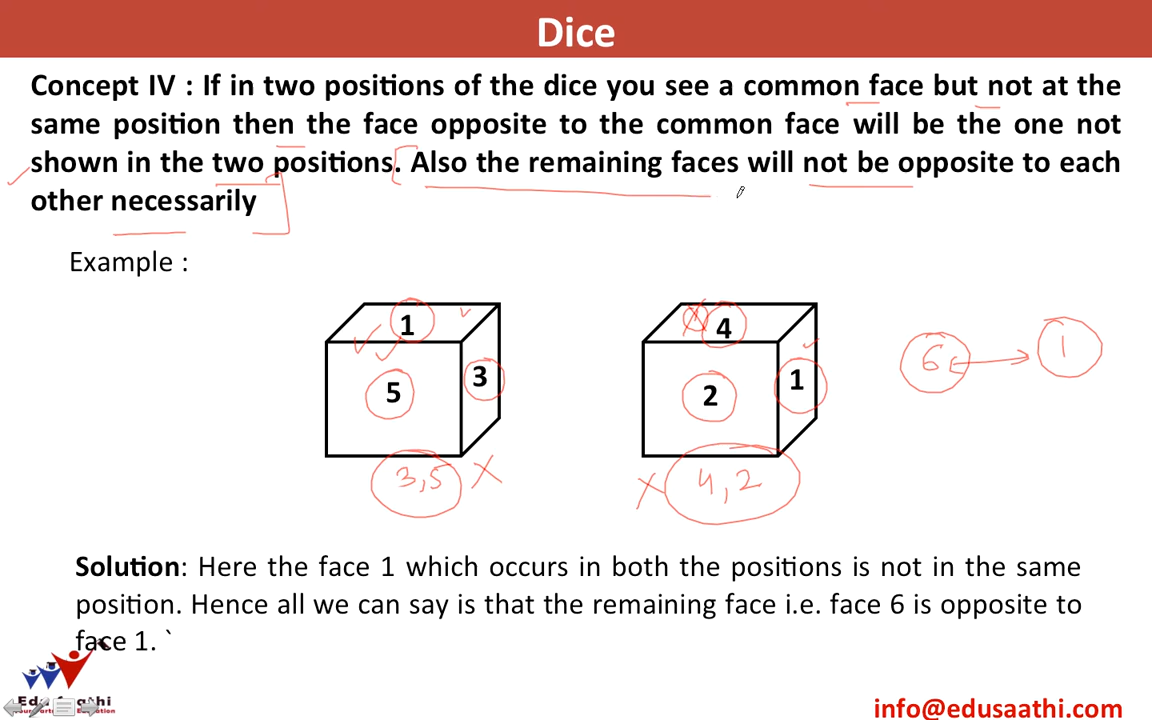 Dice
Concept IV : If in two positions of the dice you see a common face but not at the
same position then the face opposite to the common face will be the one not
shown in the two positions. Also the remaining faces will not be opposite to each
other necessarily
Example :
1
5
3
4
2
1
6
1
3,5
4,2
Solution: Here the face 1 which occurs in both the positions is not in the same
position. Hence all we can say is that the remaining face i.e. face 6 is opposite to
face 1. `
info@edusaathi.com